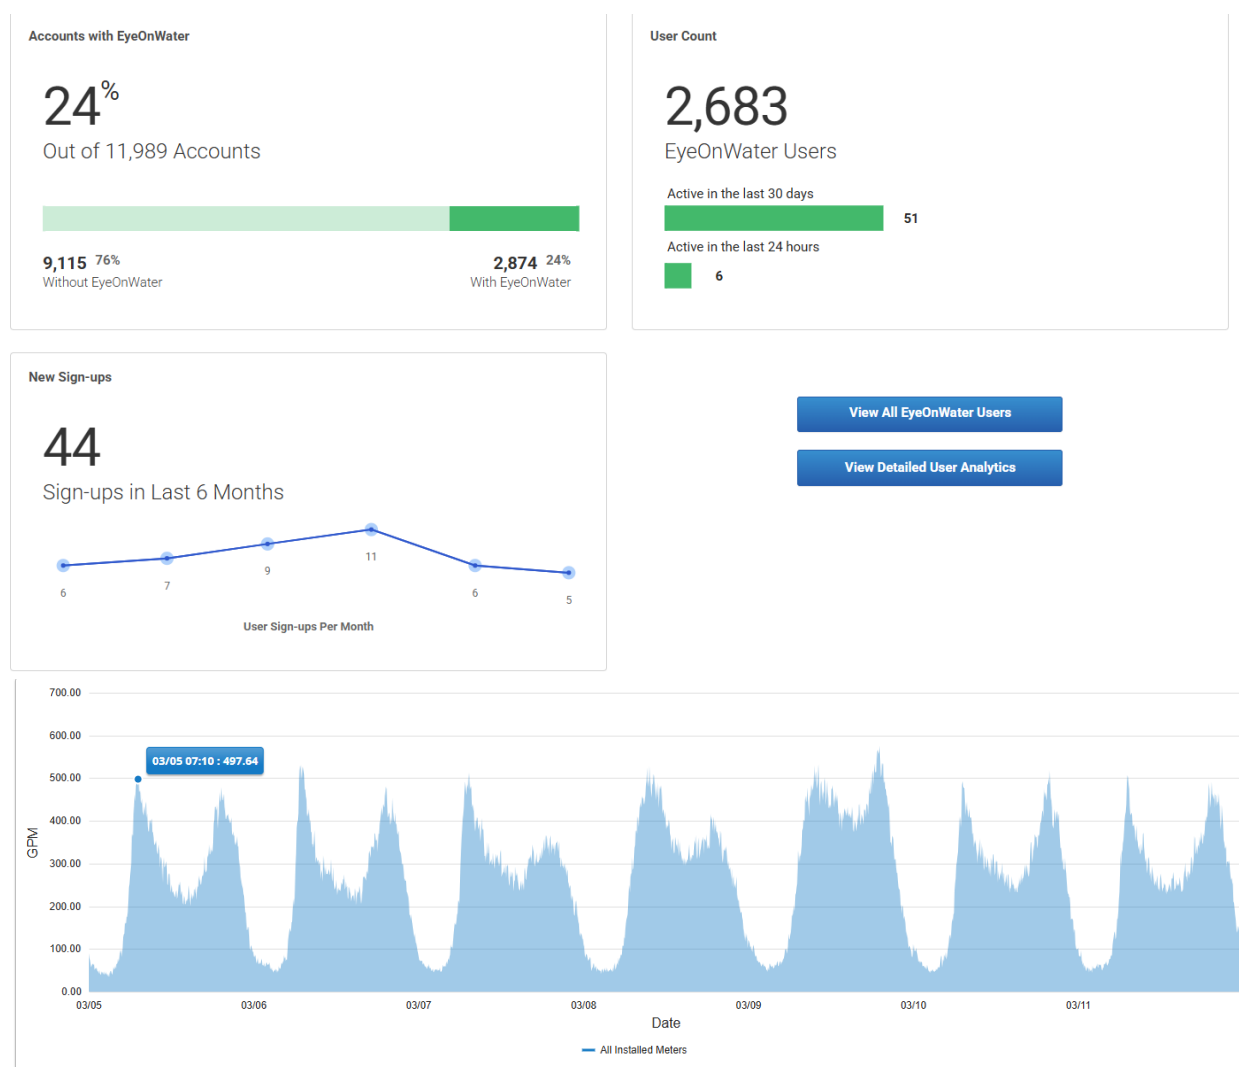 Accounts with EyeOnWater
24%
Out of 11,989 Accounts
9,115 76%
Without EyeOnWater
2,874 24%
With EyeOnWater
User Count
2,683
EyeOnWater Users
Active in the last 30 days
51
Active in the last 24 hours
6
New Sign-ups
44
Sign-ups in Last 6 Months
6
7
9
11
6
5
User Sign-ups Per Month
View All EyeOnWater Users
View Detailed User Analytics
700.00
600.00
500.00
400.00
300.00
200.00
100.00
0.00
GPM
03/05 07:10 : 497.64
03/05
03/06
03/07
03/08
03/09
03/10
03/11
Date
All Installed Meters